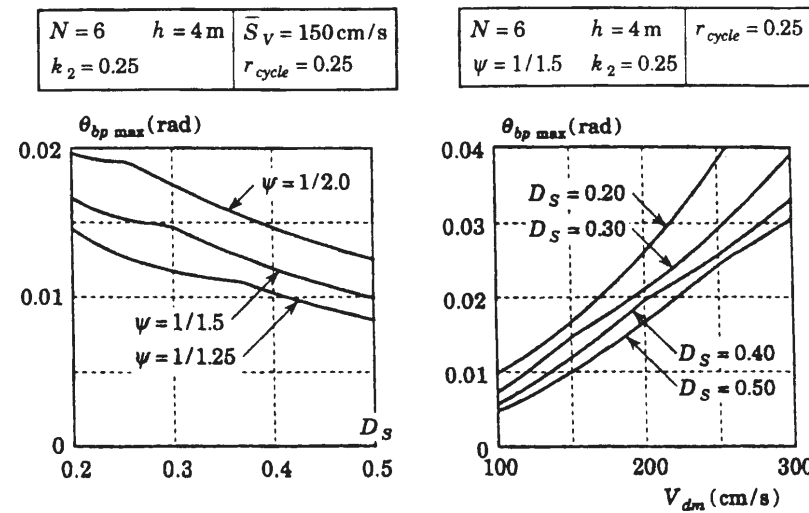 N = 6 h = 4 m S̄_V = 150 cm/s
k_2 = 0.25 r_cycle = 0.25
θ_bp max (rad)
0.02
ψ = 1/2.0
0.01
ψ = 1/1.5
ψ = 1/1.25
D_S
0
0.2 0.3 0.4 0.5
N = 6 h = 4 m r_cycle = 0.25
ψ = 1/1.5 k_2 = 0.25
θ_bp max (rad)
0.04
D_S = 0.20
0.03
D_S = 0.30
0.02
D_S = 0.40
0.01
D_S = 0.50
0
100 200 300
V_dm (cm/s)